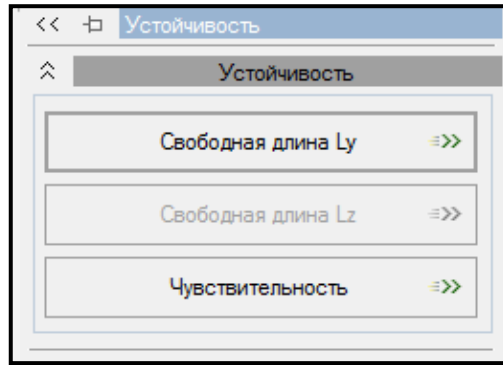 Устойчивость
Устойчивость
Свободная длина Ly
Свободная длина Lz
Чувствительность